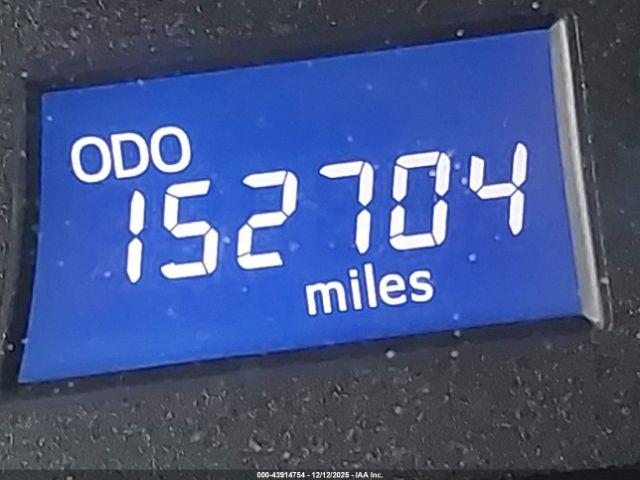 ODO
152704
miles
000-43914754 - 12/12/2025 - IAA Inc.